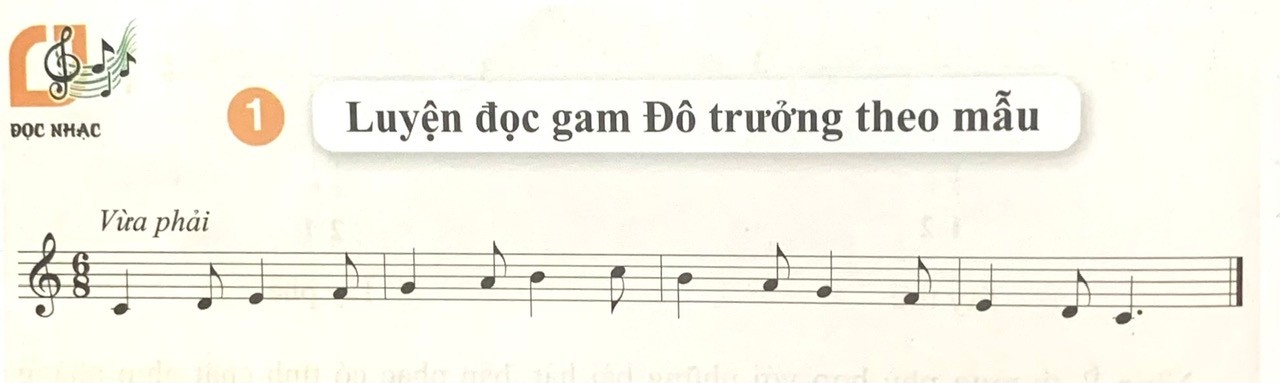 ĐỌC NHẠC
1 Luyện đọc gam Đô trưởng theo mẫu
Vừa phải
6
8